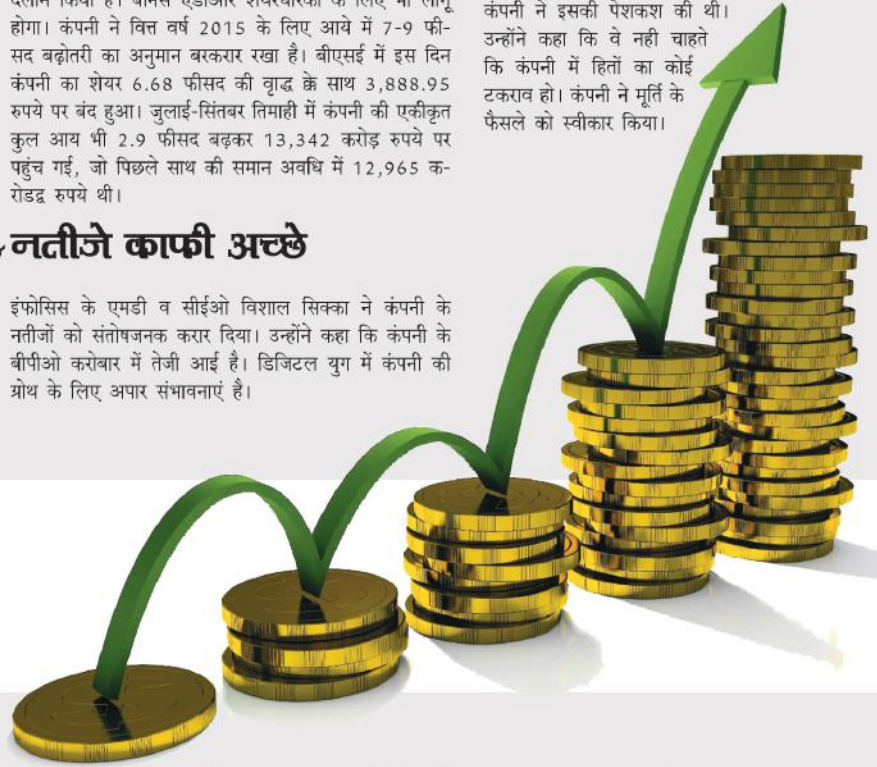 होगा। कंपनी ने वित्त वर्ष 2015 के लिए आये में 7-9 फी-
सद बढ़ोतरी का अनुमान बरकरार रखा है। बीएसई में इस दिन
कंपनी का शेयर 6.68 फीसद की के साथ 3,888.95
रुपये पर बंद हुआ। जुलाई-सिंतबर तिमाही में कंपनी की एकीकृत
कुल आय भी 2.9 फीसद बढ़कर 13,342 करोड़ रुपये पर
पहुंच गई, जो पिछले साथ की समान अवधि में 12,965 क-
रोडद्व रुपये थी।
नतीजे काफी अच्छे
इंफोसिस के एमडी व सीईओ विशाल सिक्का ने कंपनी के
नतीजों को संतोषजनक करार दिया। उन्होंने कहा कि कंपनी के
बीपीओ करोबार में तेजी आई है। डिजिटल युग में कंपनी की
ग्रोथ के लिए अपार संभावनाएं है।
कंपनी ने इसकी पेशकश की थी।
उन्होंने कहा कि वे नही चाहते
कि कंपनी में हितों का कोई
टकराव हो। कंपनी ने मूर्ति के
फैसले को स्वीकार किया।